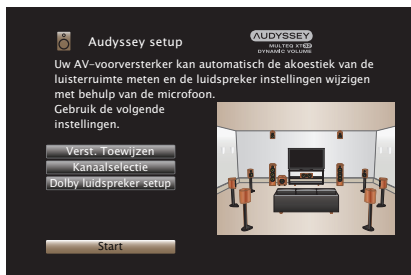 Audyssey setup
AUDYSSEY
MULTEQ XT32
DYNAMIC VOLUME
Uw AV-voorversterker kan automatisch de akoestiek van de
luisterruimte meten en de luidspreker instellingen wijzigen
met behulp van de microfoon.
Gebruik de volgende
instellingen.
Verst. Toewijzen
Kanaalselectie
Dolby luidspreker setup
Start